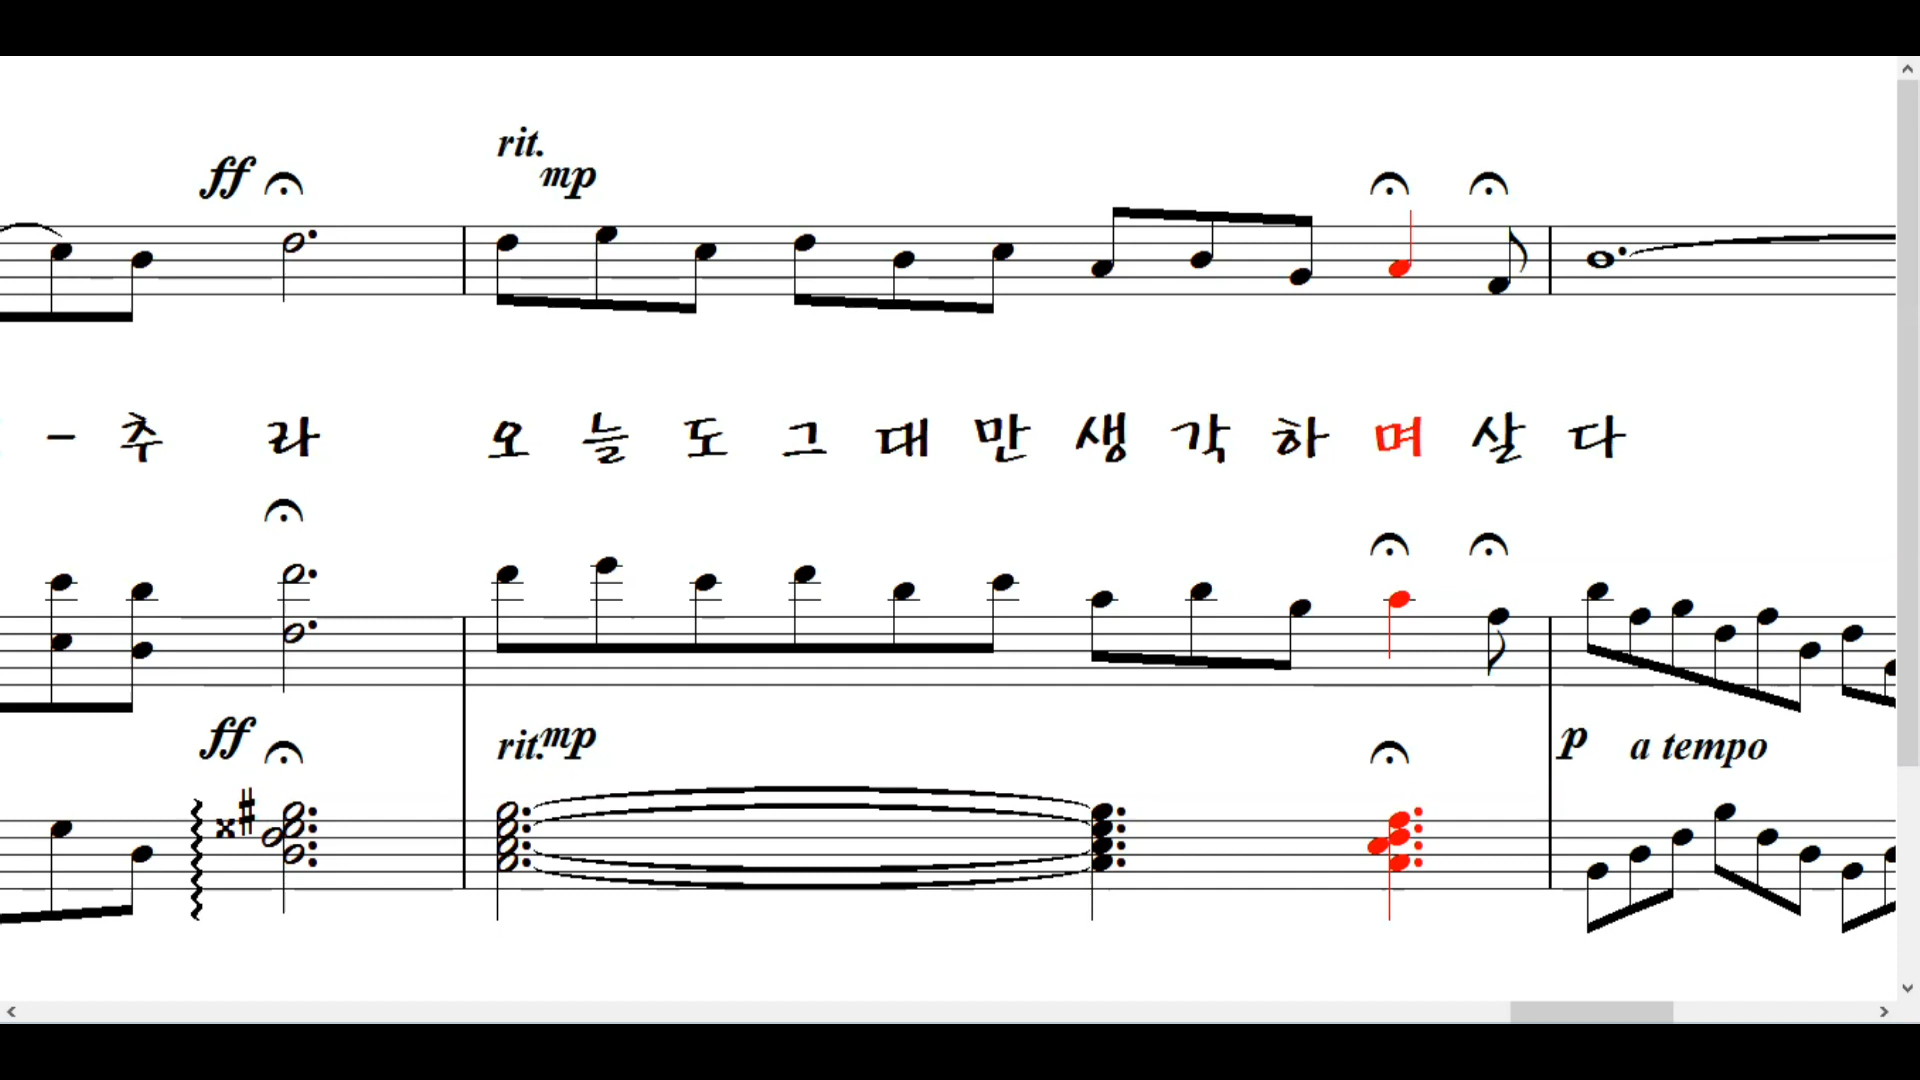 rit.
ff mp
- 추 라 오 늘 도 그 대 만 생 각 하 며 살 다
ff rit. mp p a tempo